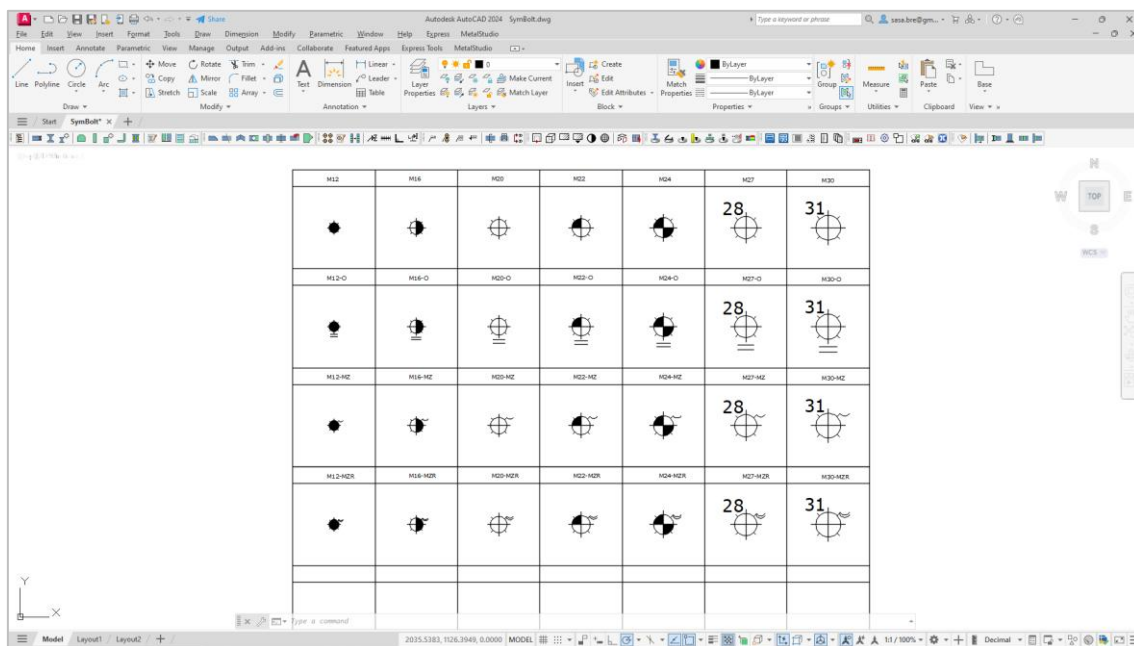 Share
Autodesk AutoCAD 2024 SymBolt.dwg
Type a keyword or phrase
sasa.bre@gm...
File Edit View Insert Format Tools Draw Dimension Modify Parametric Window Help Express MetalStudio
Home Insert Annotate Parametric View Manage Output Add-ins Collaborate Featured Apps Express Tools MetalStudio
Line Polyline Circle Arc
Move Rotate Trim
Copy Mirror Fillet
Stretch Scale Array
Text Dimension
Linear
Leader
Table
Layer Properties
0
Make Current
Match Layer
Insert
Create
Edit
Edit Attributes
Match Properties
ByLayer
ByLayer
ByLayer
Group
Measure
Paste
Base
Draw Modify Annotation Layers Block Properties Groups Utilities Clipboard View
Start SymBolt*
M12 M16 M20 M22 M24 M27 M30
28 31
M12-O M16-O M20-O M22-O M24-O M27-O M30-O
28 31
M12-MZ M16-MZ M20-MZ M22-MZ M24-MZ M27-MZ M30-MZ
28 31
M12-MZR M16-MZR M20-MZR M22-MZR M24-MZR M27-MZR M30-MZR
28 31
N
W TOP E
S
WCS
Y
X
Type a command
Model Layout1 Layout2
2035.5383, 1126.3949, 0.0000 MODEL
1:1 / 100%
Decimal